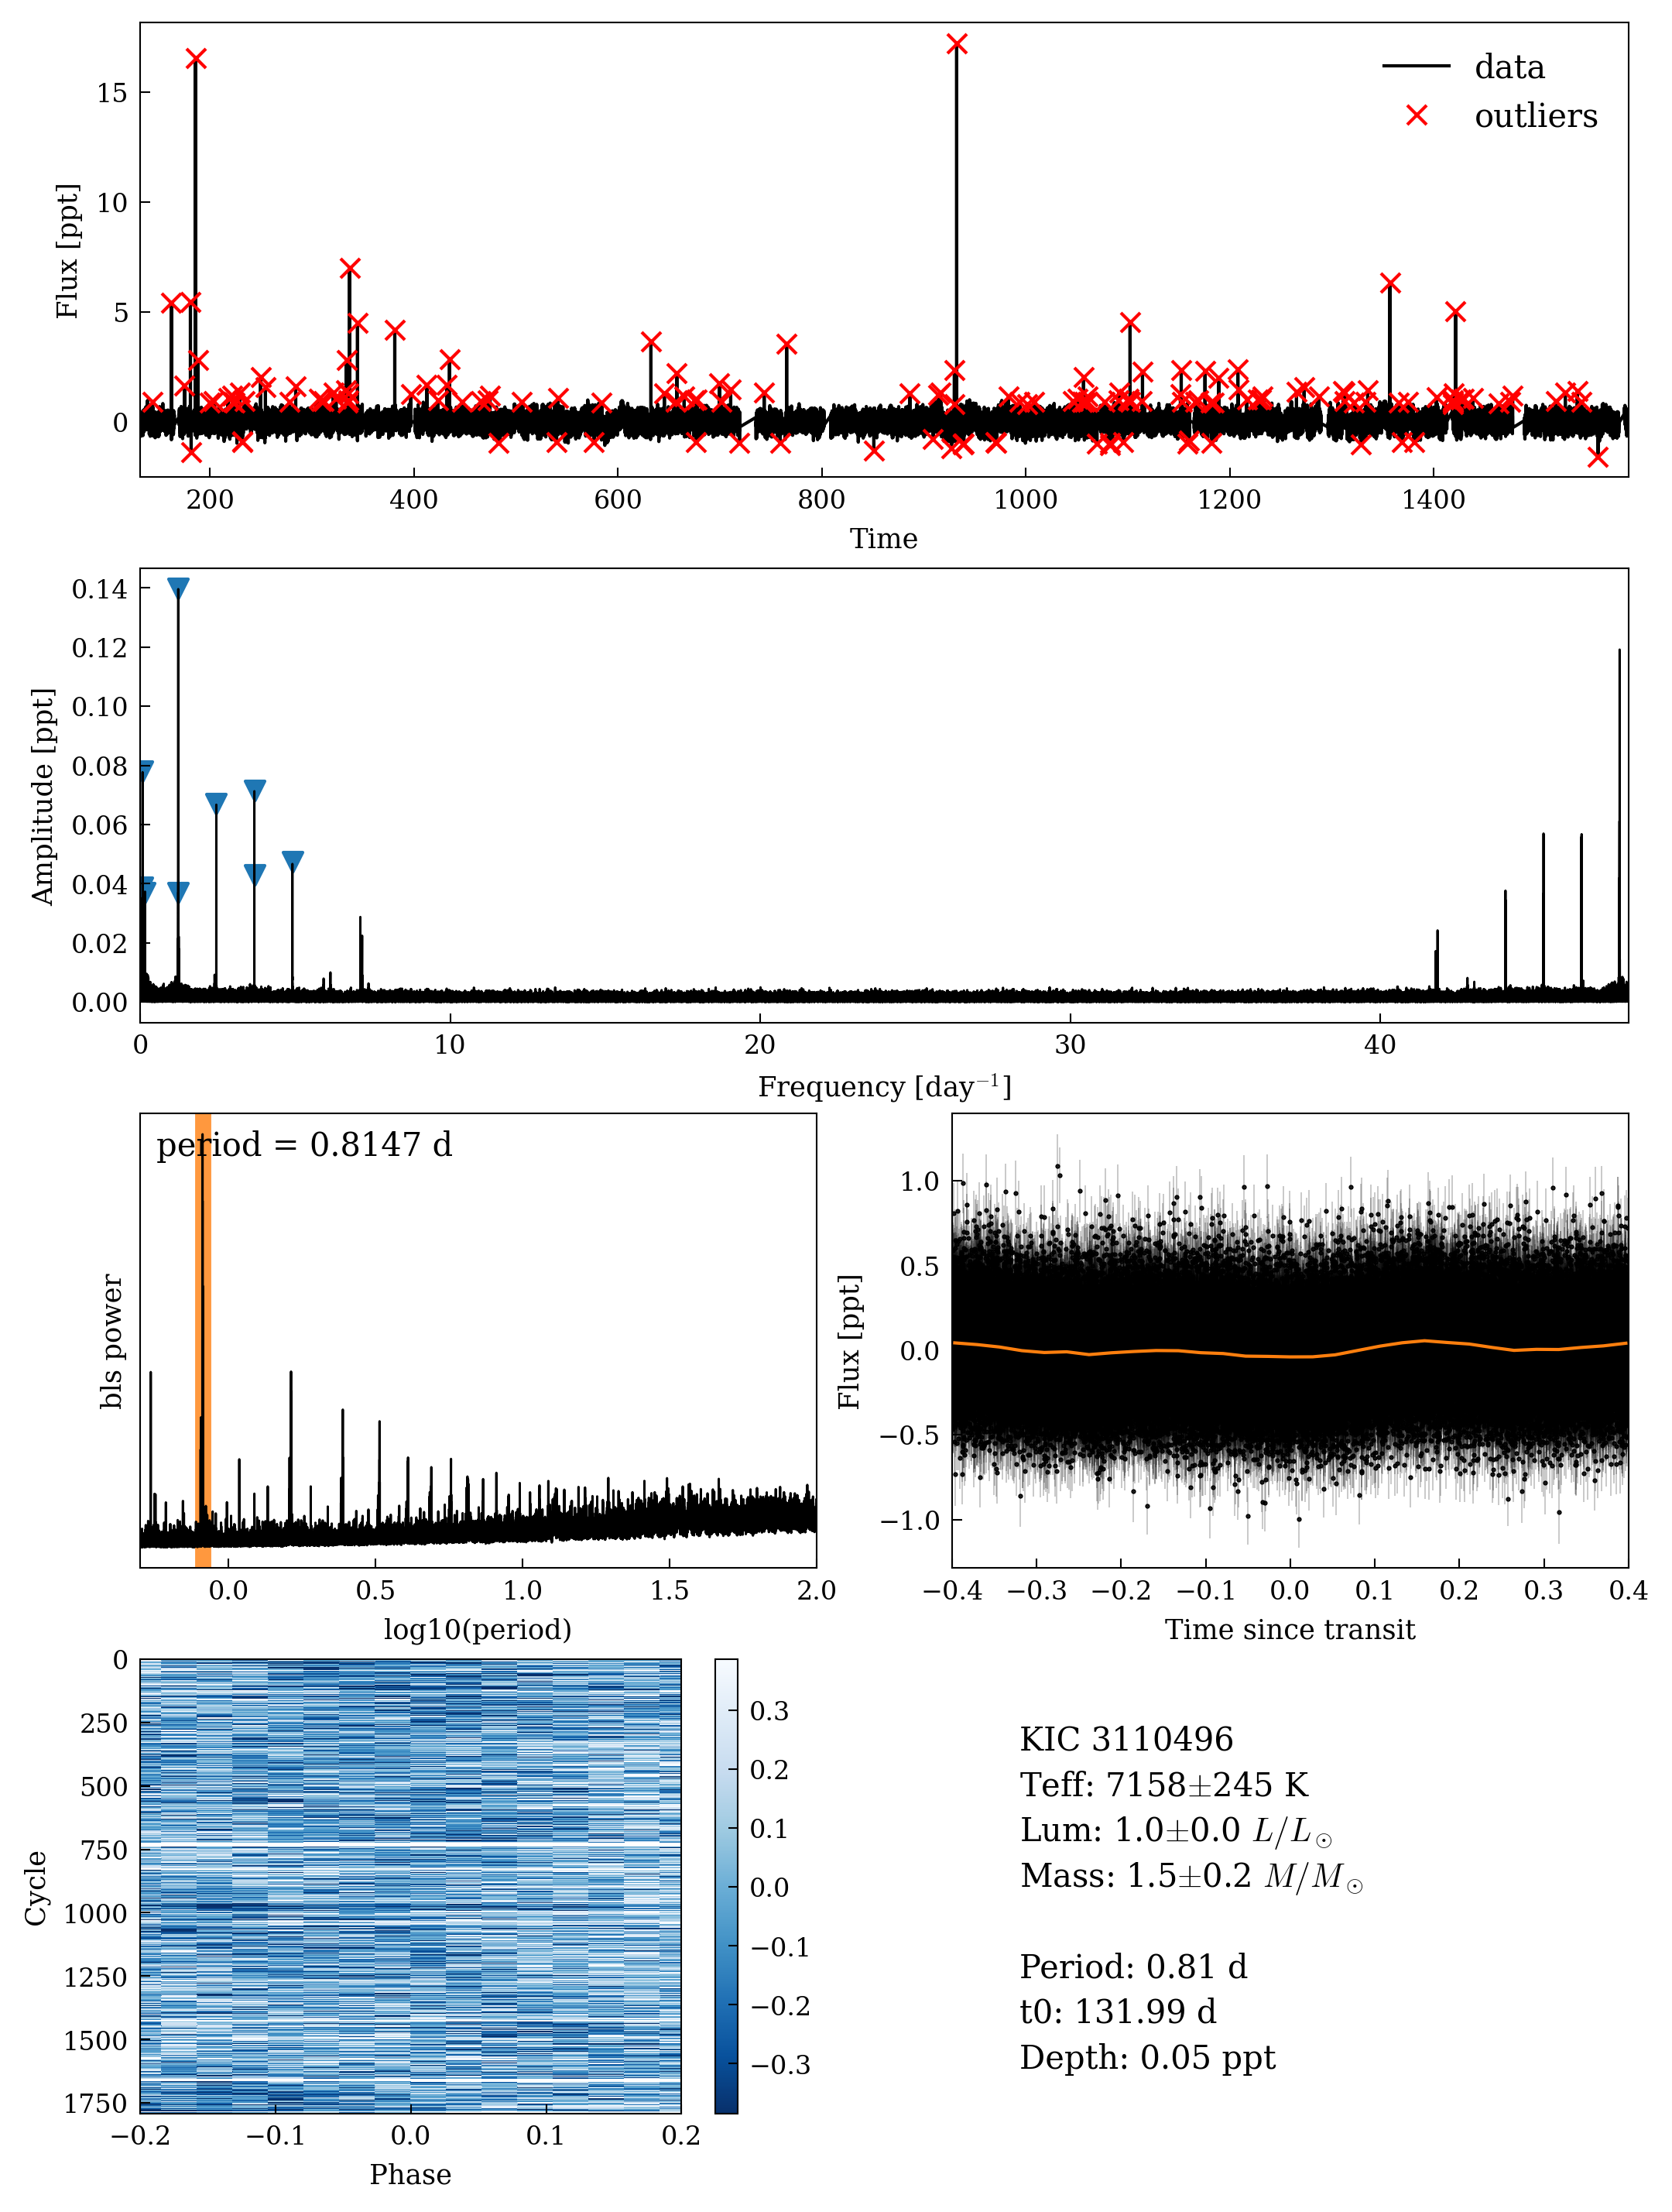 data
outliers
Flux [ppt]
15
10
5
0
200 400 600 800 1000 1200 1400
Time
Amplitude [ppt]
0.14
0.12
0.10
0.08
0.06
0.04
0.02
0.00
0 10 20 30 40
Frequency [day⁻¹]
period = 0.8147 d
bls power
0.0 0.5 1.0 1.5 2.0
log10(period)
Flux [ppt]
1.0
0.5
0.0
−0.5
−1.0
−0.4 −0.3 −0.2 −0.1 0.0 0.1 0.2 0.3 0.4
Time since transit
Cycle
0
250
500
750
1000
1250
1500
1750
−0.2 −0.1 0.0 0.1 0.2
Phase
0.3
0.2
0.1
0.0
−0.1
−0.2
−0.3
KIC 3110496
Teff: 7158±245 K
Lum: 1.0±0.0 L/L☉
Mass: 1.5±0.2 M/M☉
Period: 0.81 d
t0: 131.99 d
Depth: 0.05 ppt